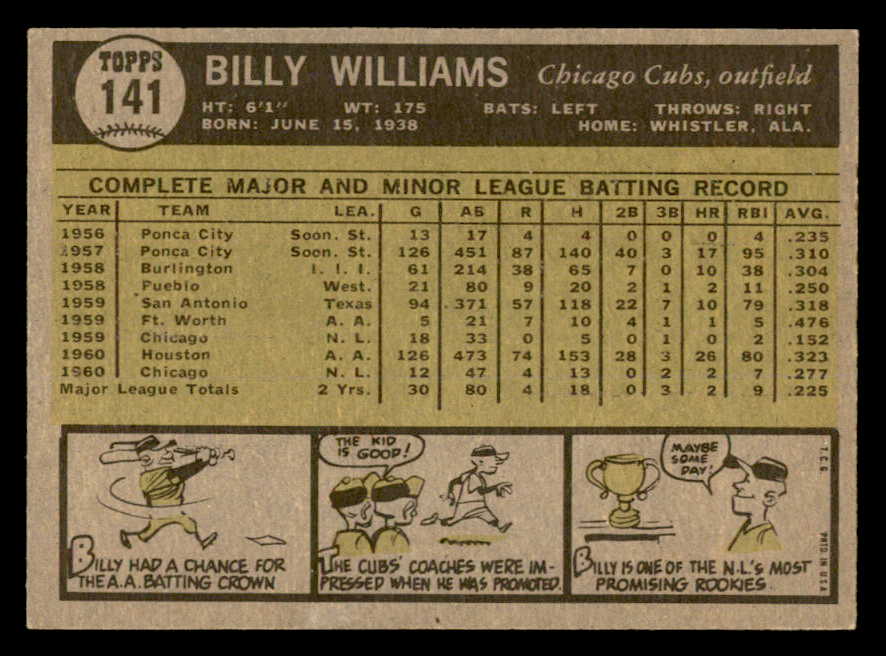 TOPPS
141
BILLY WILLIAMS Chicago Cubs, outfield
HT: 6'1" WT: 175 BATS: LEFT THROWS: RIGHT
BORN: JUNE 15, 1938 HOME: WHISTLER, ALA.
COMPLETE MAJOR AND MINOR LEAGUE BATTING RECORD
YEAR TEAM LEA. G AB R H 2B 3B HR RBI AVG.
1956 Ponca City Soon. St. 13 17 4 4 0 0 0 4 .235
1957 Ponca City Soon. St. 126 451 87 140 40 3 17 95 .310
1958 Burlington I. I. I. 61 214 38 65 7 0 10 38 .304
1958 Pueblo West. 21 80 9 20 2 1 2 11 .250
1959 San Antonio Texas 94 371 57 118 22 7 10 79 .318
1959 Ft. Worth A. A. 5 21 7 10 4 1 1 5 .476
1959 Chicago N. L. 18 33 0 5 0 1 0 2 .152
1960 Houston A. A. 126 473 74 153 28 3 26 80 .323
1960 Chicago N. L. 12 47 4 13 0 2 2 7 .277
Major League Totals 2 Yrs. 30 80 4 18 0 3 2 9 .225
BILLY HAD A CHANCE FOR
THE A.A. BATTING CROWN
THE KID
IS GOOD!
THE CUBS' COACHES WERE IM-
PRESSED WHEN HE WAS PROMOTED.
MAYBE
SOME
DAY!
BILLY IS ONE OF THE N.L.'S MOST
PROMISING ROOKIES.
T.C.G.
PRTD. IN U.S.A.